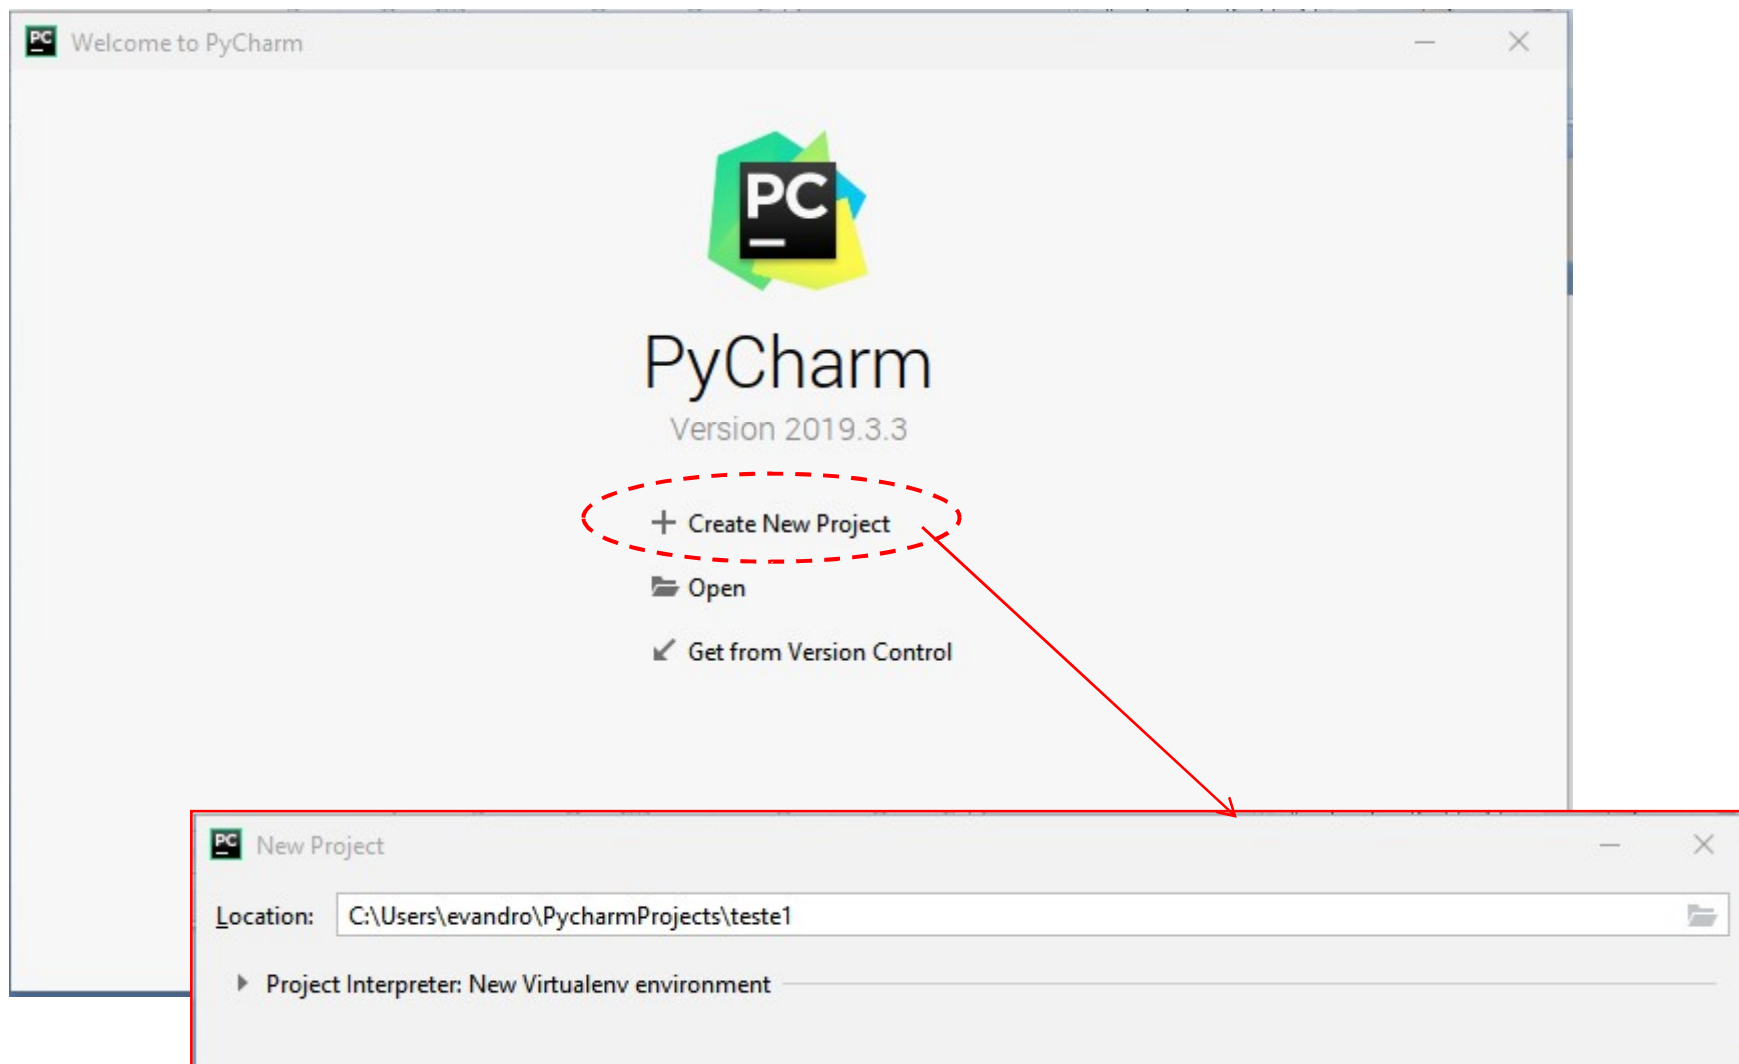 PC Welcome to PyCharm
PC
PyCharm
Version 2019.3.3
Create New Project
Open
Get from Version Control
PC New Project
Location: C:\Users\evandro\PycharmProjects\teste1
Project Interpreter: New Virtualenv environment